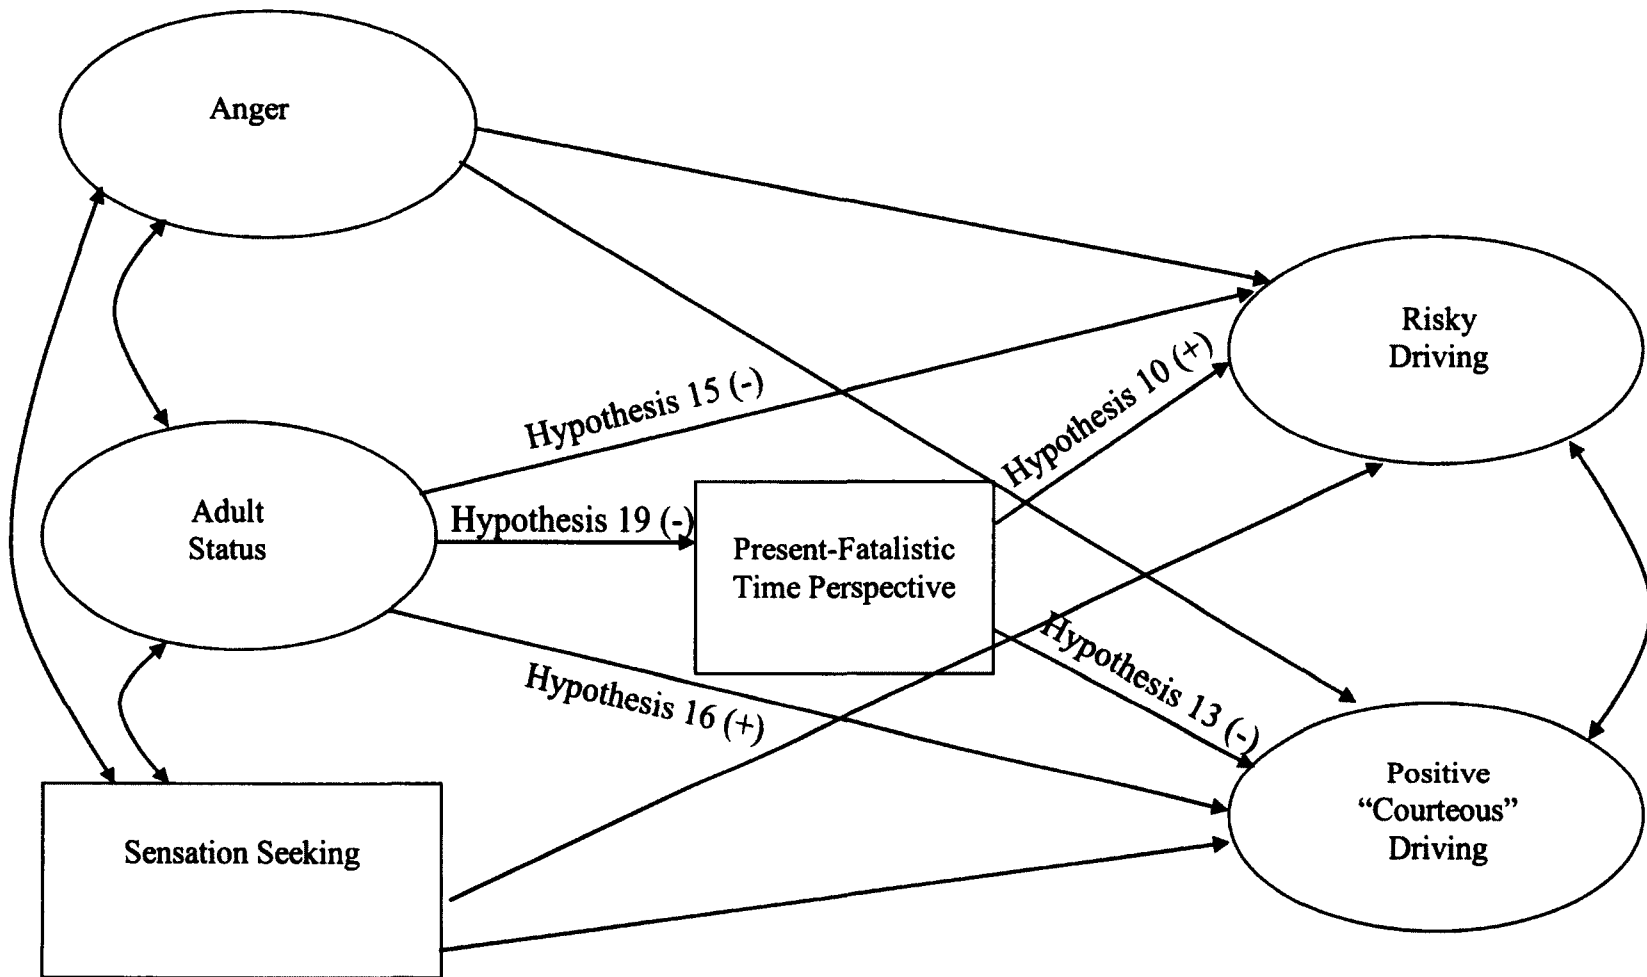 Anger
Risky
Driving
Hypothesis 15 (-)
Hypothesis 10 (+)
Adult
Status
Hypothesis 19 (-)
Present-Fatalistic
Time Perspective
Hypothesis 16 (+)
Hypothesis 13 (-)
Sensation Seeking
Positive
“Courteous”
Driving